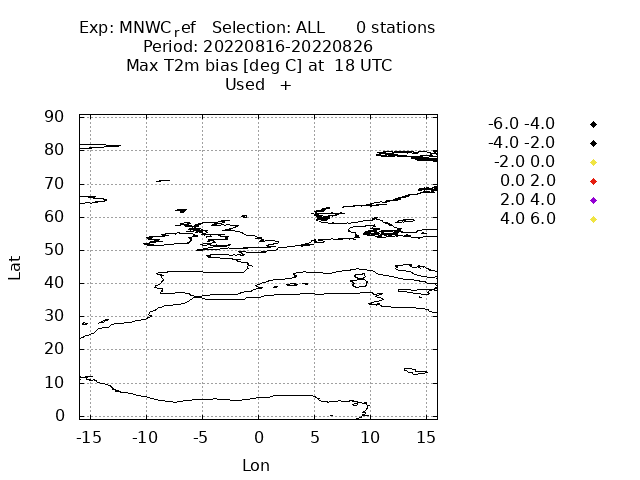 Exp: MNWCref Selection: ALL 0 stations
Period: 20220816-20220826
Max T2m bias [deg C] at 18 UTC
Used +
-6.0 -4.0
-4.0 -2.0
-2.0 0.0
0.0 2.0
2.0 4.0
4.0 6.0
90
80
70
60
50
40
30
20
10
0
Lat
-15 -10 -5 0 5 10 15
Lon